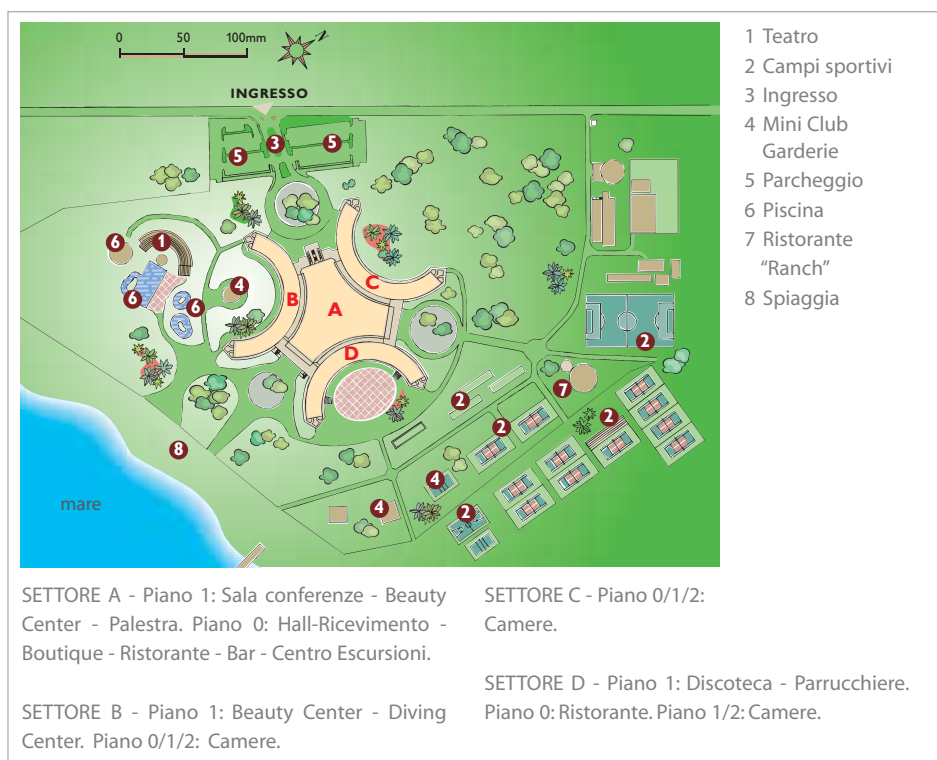 0 50 100mm
N
INGRESSO
5
3
5
6
1
4
6
6
B
C
A
D
2
7
2
2
2
8
4
4
2
mare
1 Teatro
2 Campi sportivi
3 Ingresso
4 Mini Club
Garderie
5 Parcheggio
6 Piscina
7 Ristorante
“Ranch”
8 Spiaggia
SETTORE A - Piano 1: Sala conferenze - Beauty
Center - Palestra. Piano 0: Hall-Ricevimento -
Boutique - Ristorante - Bar - Centro Escursioni.
SETTORE B - Piano 1: Beauty Center - Diving
Center. Piano 0/1/2: Camere.
SETTORE C - Piano 0/1/2:
Camere.
SETTORE D - Piano 1: Discoteca - Parrucchiere.
Piano 0: Ristorante. Piano 1/2: Camere.